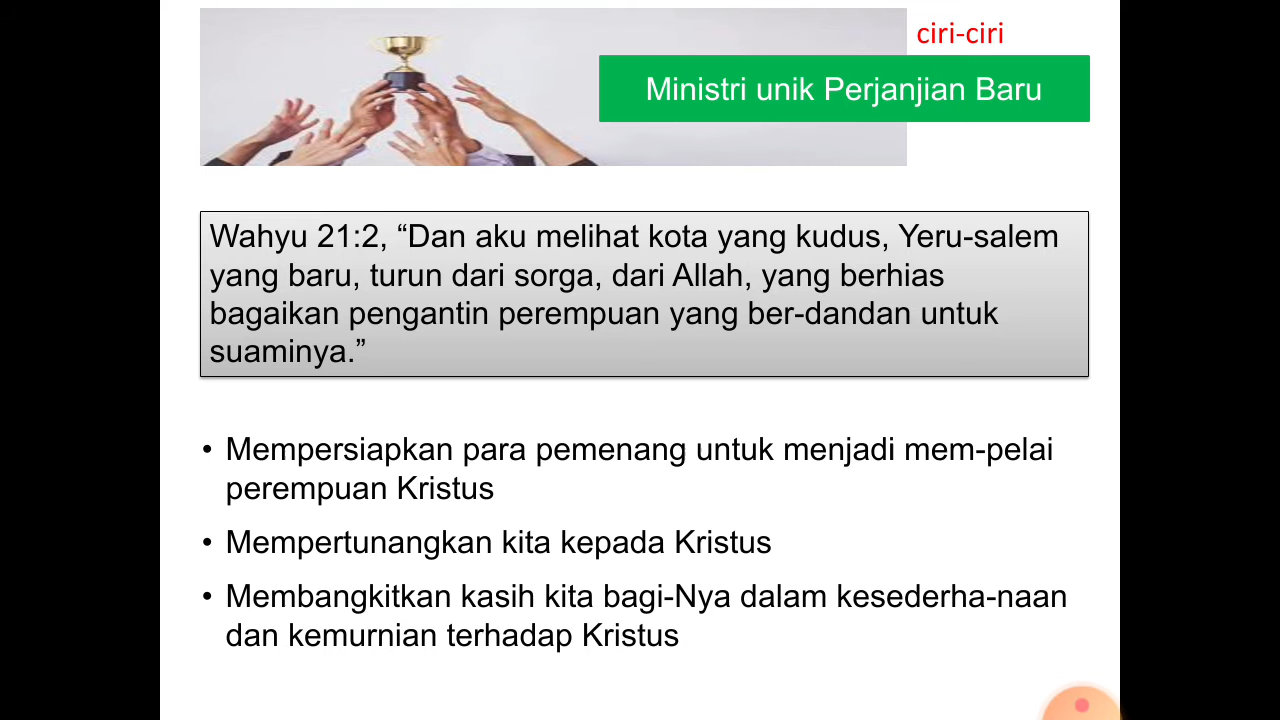 ciri-ciri
Ministri unik Perjanjian Baru
Wahyu 21:2, “Dan aku melihat kota yang kudus, Yeru-salem
yang baru, turun dari sorga, dari Allah, yang berhias
bagaikan pengantin perempuan yang ber-dandan untuk
suaminya.”
• Mempersiapkan para pemenang untuk menjadi mem-pelai
perempuan Kristus
• Mempertunangkan kita kepada Kristus
• Membangkitkan kasih kita bagi-Nya dalam kesederha-naan
dan kemurnian terhadap Kristus